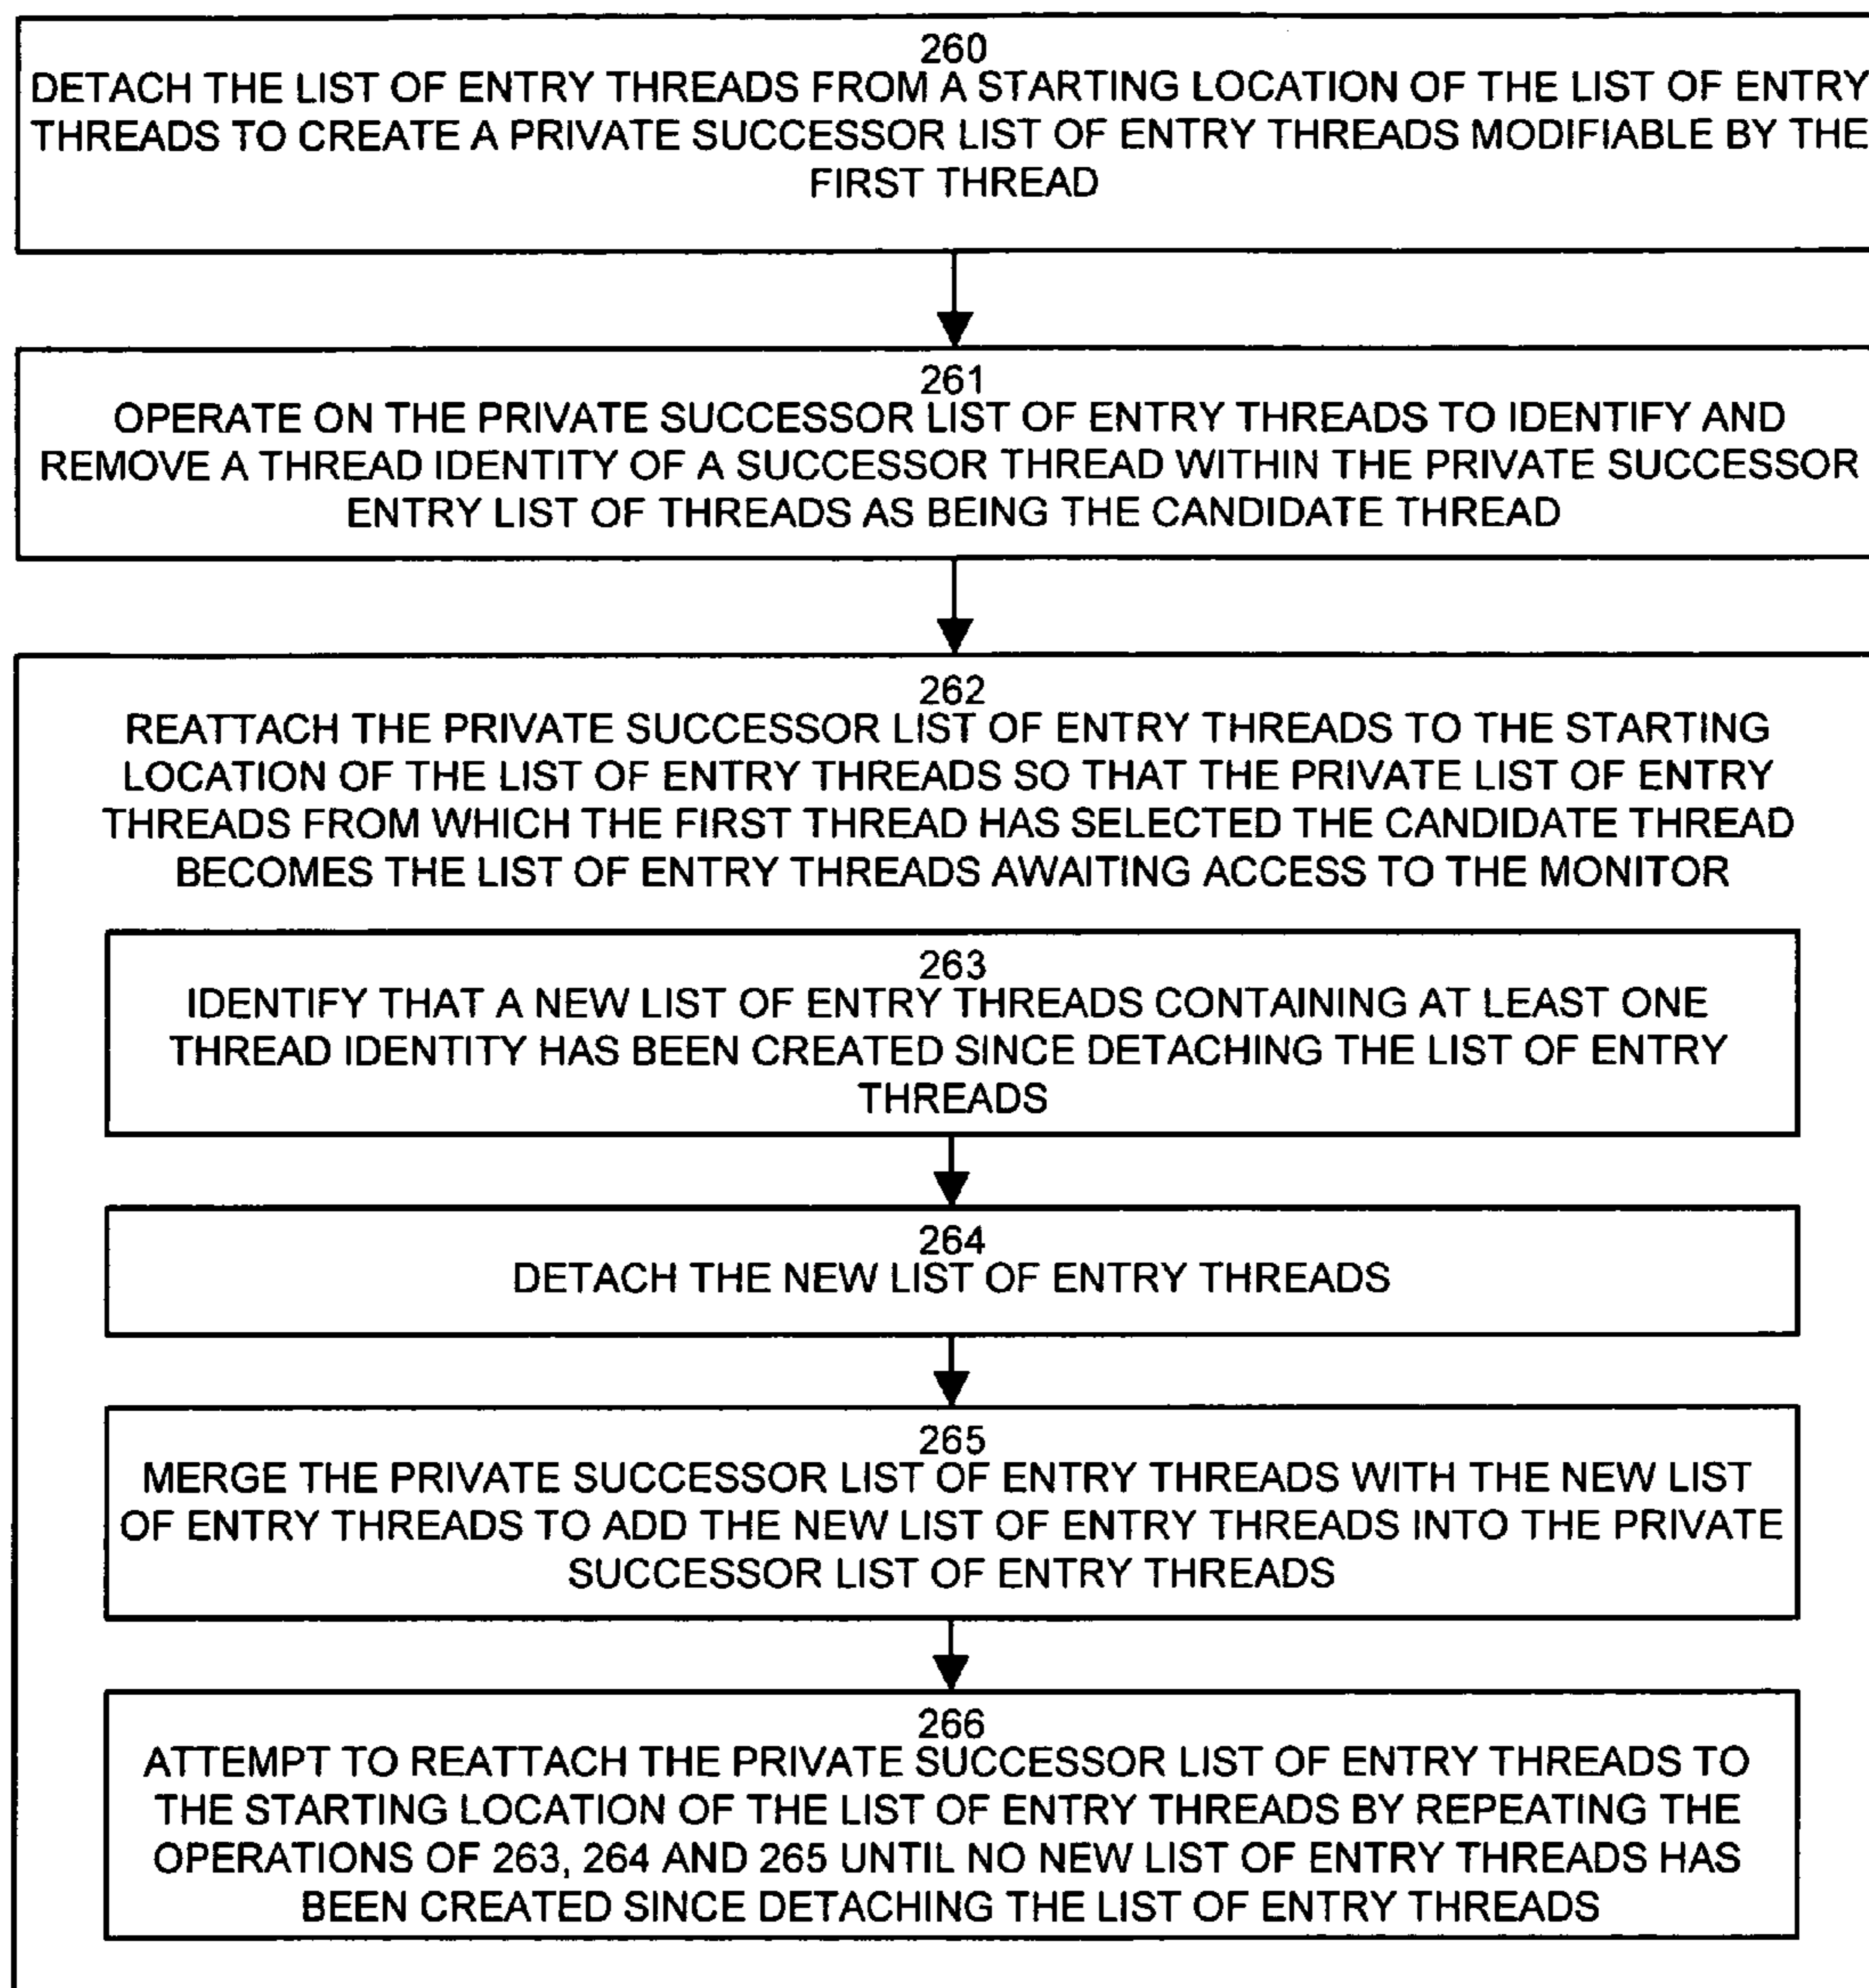 260
DETACH THE LIST OF ENTRY THREADS FROM A STARTING LOCATION OF THE LIST OF ENTRY
THREADS TO CREATE A PRIVATE SUCCESSOR LIST OF ENTRY THREADS MODIFIABLE BY THE
FIRST THREAD
261
OPERATE ON THE PRIVATE SUCCESSOR LIST OF ENTRY THREADS TO IDENTIFY AND
REMOVE A THREAD IDENTITY OF A SUCCESSOR THREAD WITHIN THE PRIVATE SUCCESSOR
ENTRY LIST OF THREADS AS BEING THE CANDIDATE THREAD
262
REATTACH THE PRIVATE SUCCESSOR LIST OF ENTRY THREADS TO THE STARTING
LOCATION OF THE LIST OF ENTRY THREADS SO THAT THE PRIVATE LIST OF ENTRY
THREADS FROM WHICH THE FIRST THREAD HAS SELECTED THE CANDIDATE THREAD
BECOMES THE LIST OF ENTRY THREADS AWAITING ACCESS TO THE MONITOR
263
IDENTIFY THAT A NEW LIST OF ENTRY THREADS CONTAINING AT LEAST ONE
THREAD IDENTITY HAS BEEN CREATED SINCE DETACHING THE LIST OF ENTRY
THREADS
264
DETACH THE NEW LIST OF ENTRY THREADS
265
MERGE THE PRIVATE SUCCESSOR LIST OF ENTRY THREADS WITH THE NEW LIST
OF ENTRY THREADS TO ADD THE NEW LIST OF ENTRY THREADS INTO THE PRIVATE
SUCCESSOR LIST OF ENTRY THREADS
266
ATTEMPT TO REATTACH THE PRIVATE SUCCESSOR LIST OF ENTRY THREADS TO
THE STARTING LOCATION OF THE LIST OF ENTRY THREADS BY REPEATING THE
OPERATIONS OF 263, 264 AND 265 UNTIL NO NEW LIST OF ENTRY THREADS HAS
BEEN CREATED SINCE DETACHING THE LIST OF ENTRY THREADS